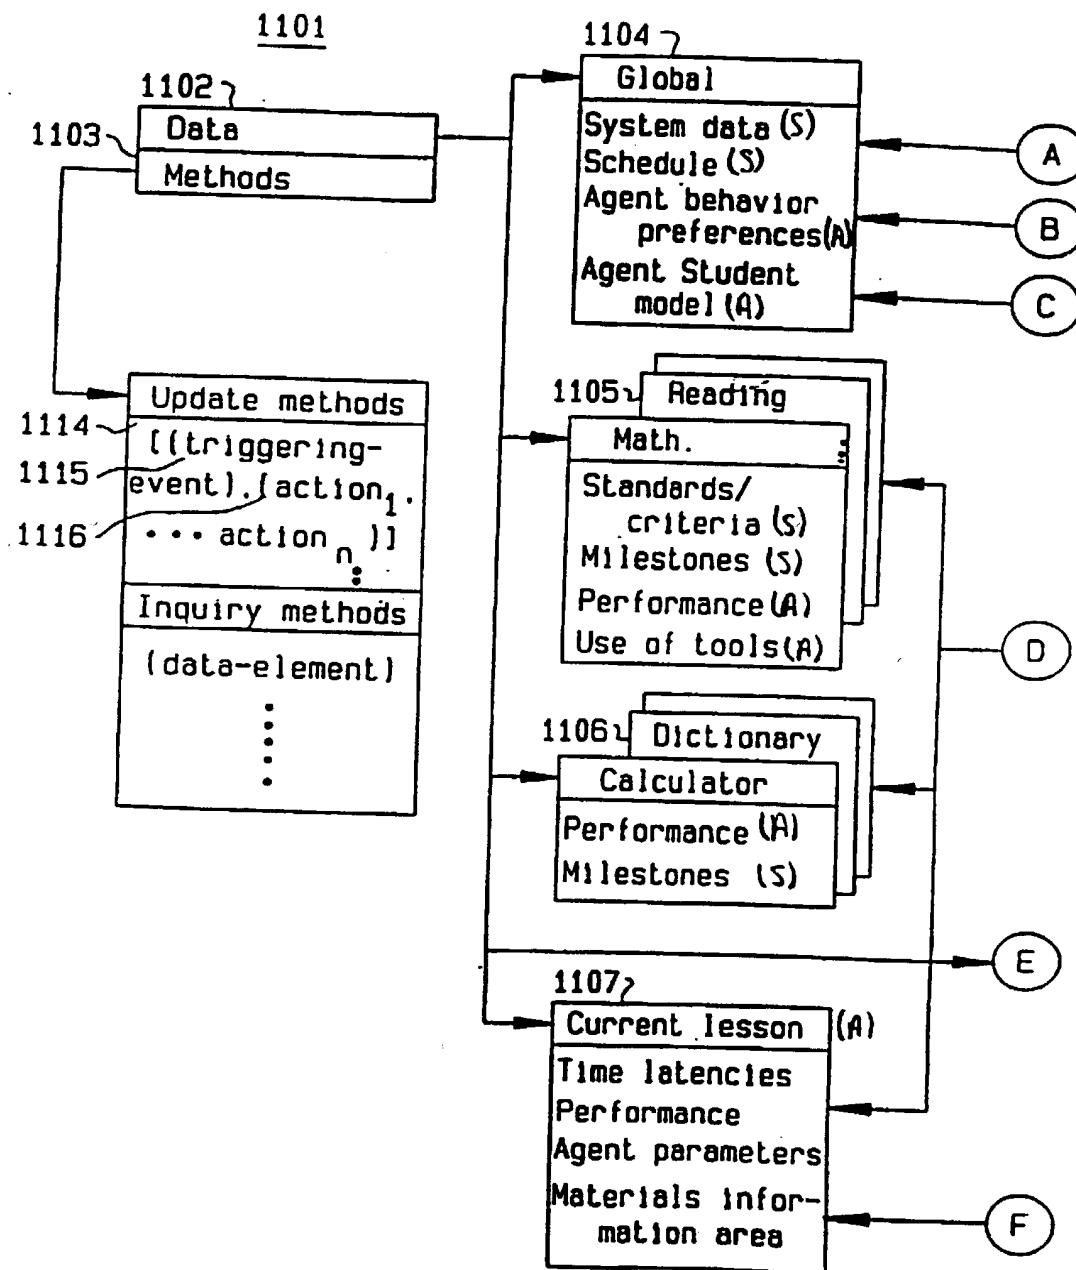 1101
1102
Data
1103
Methods
Update methods
1114
[((triggering-
1115
event),(action1,
1116
... action n )]
Inquiry methods
(data-element)
1104
Global
System data (S)
Schedule (S)
Agent behavior
preferences(A)
Agent Student
model (A)
A
B
C
1105
Reading
Math.
Standards/
criteria (S)
Milestones (S)
Performance (A)
Use of tools (A)
D
1106
Dictionary
Calculator
Performance (A)
Milestones (S)
E
1107
Current lesson (A)
Time latencies
Performance
Agent parameters
Materials infor-
mation area
F